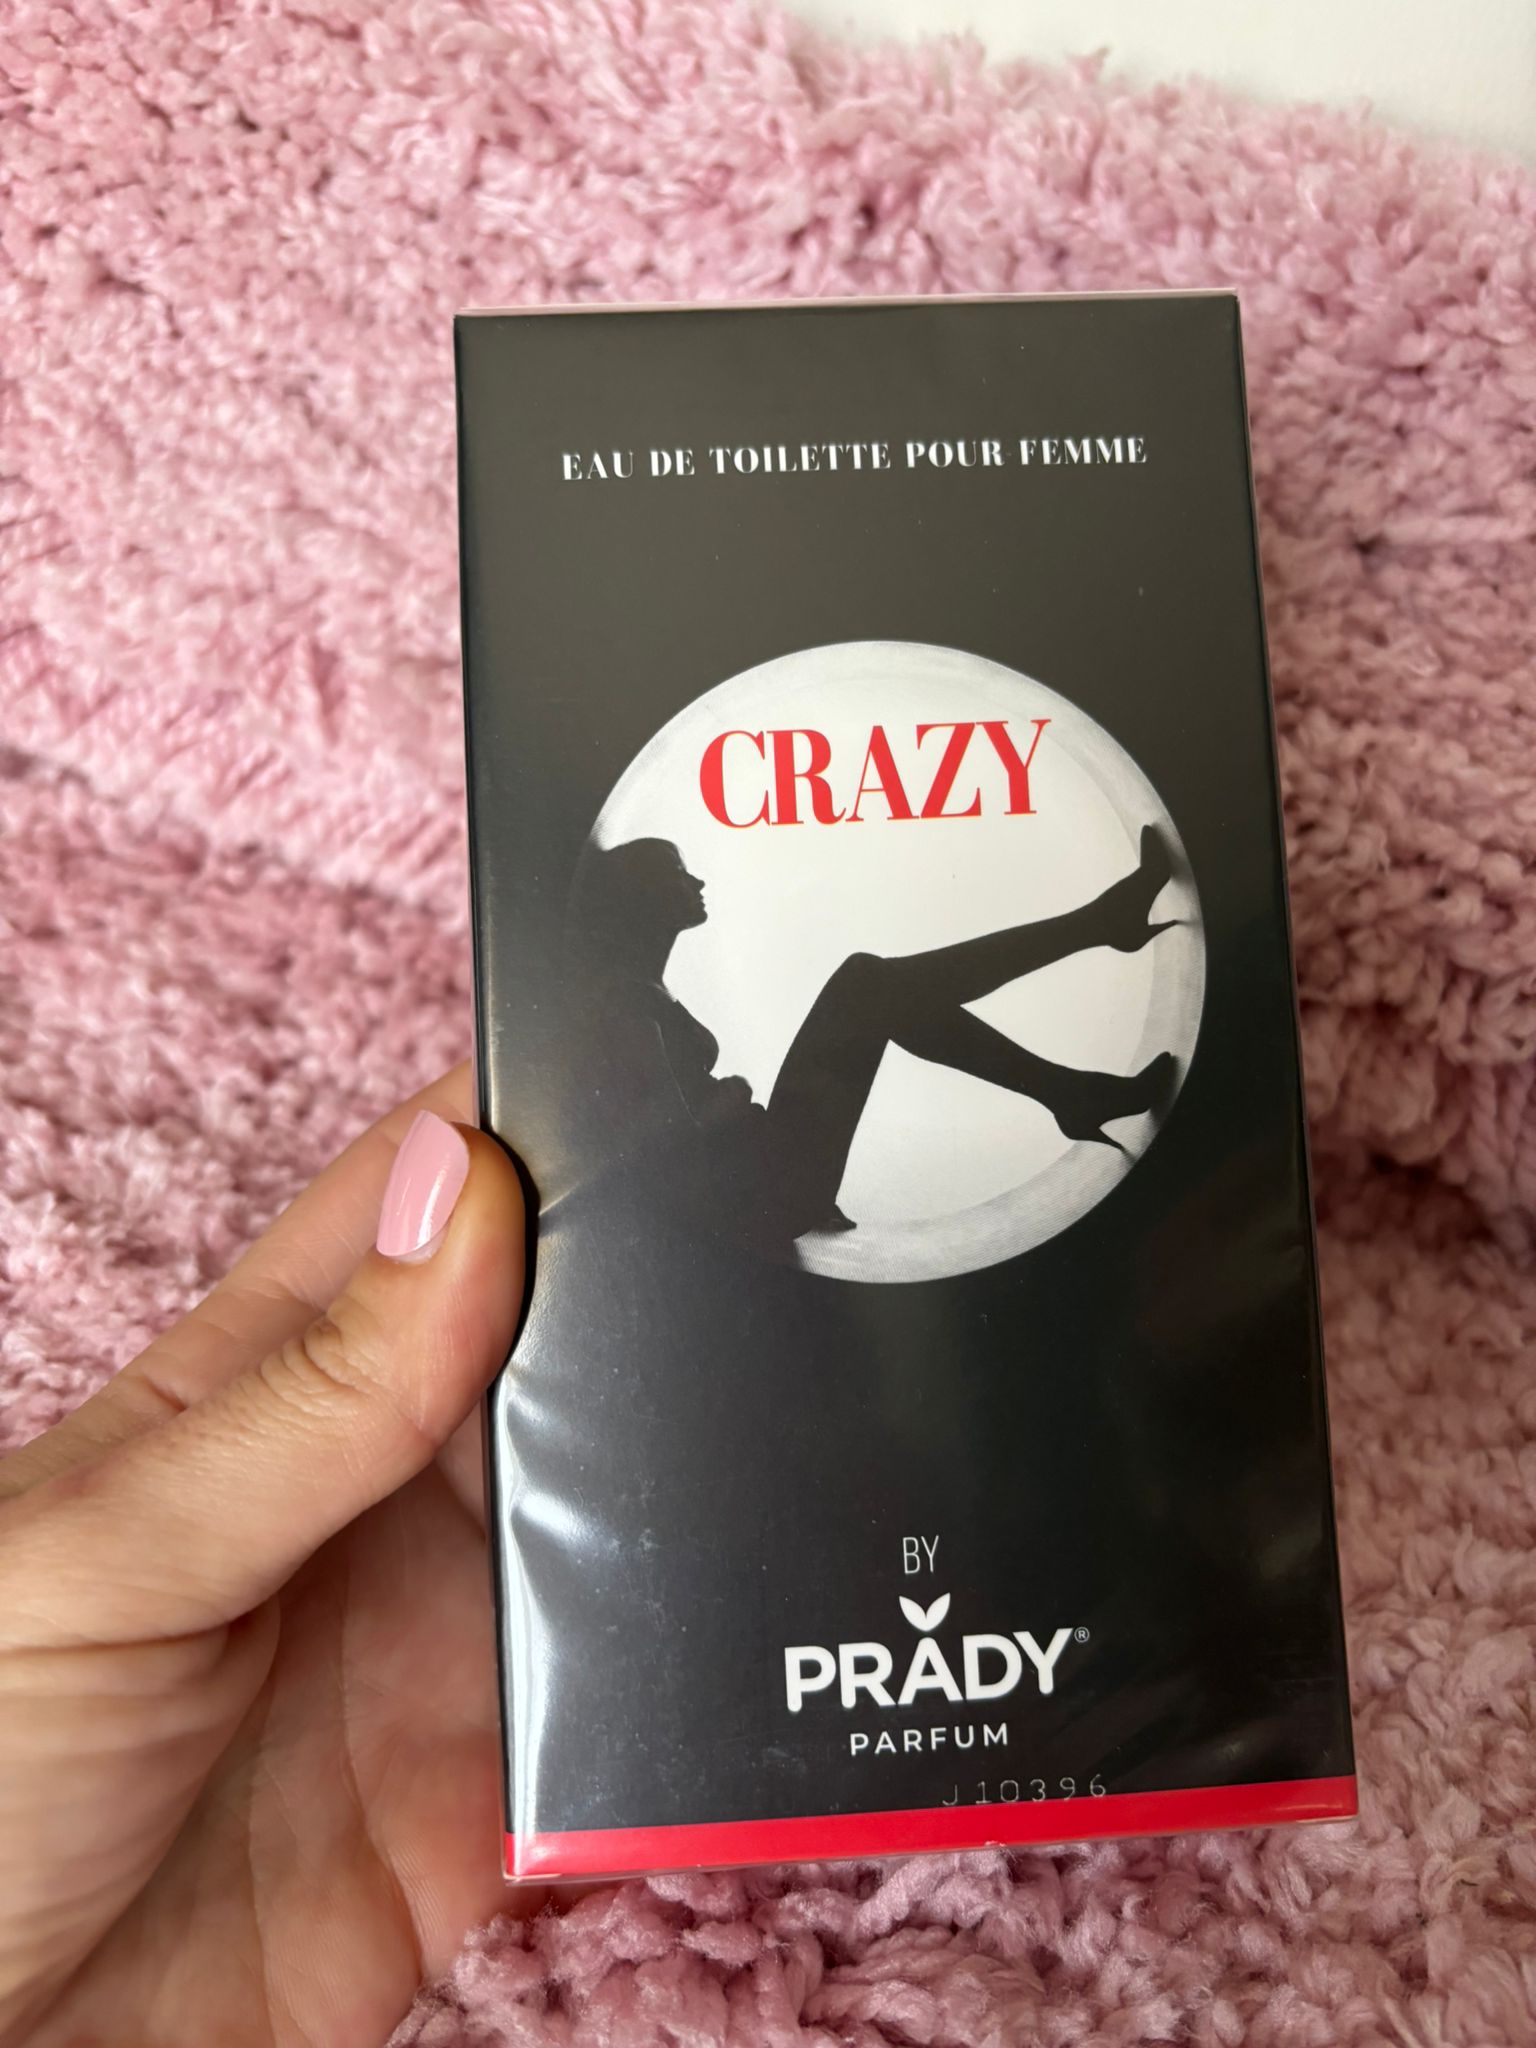 EAU DE TOILETTE POUR FEMME
CRAZY
BY
PRADY®
PARFUM
J10396